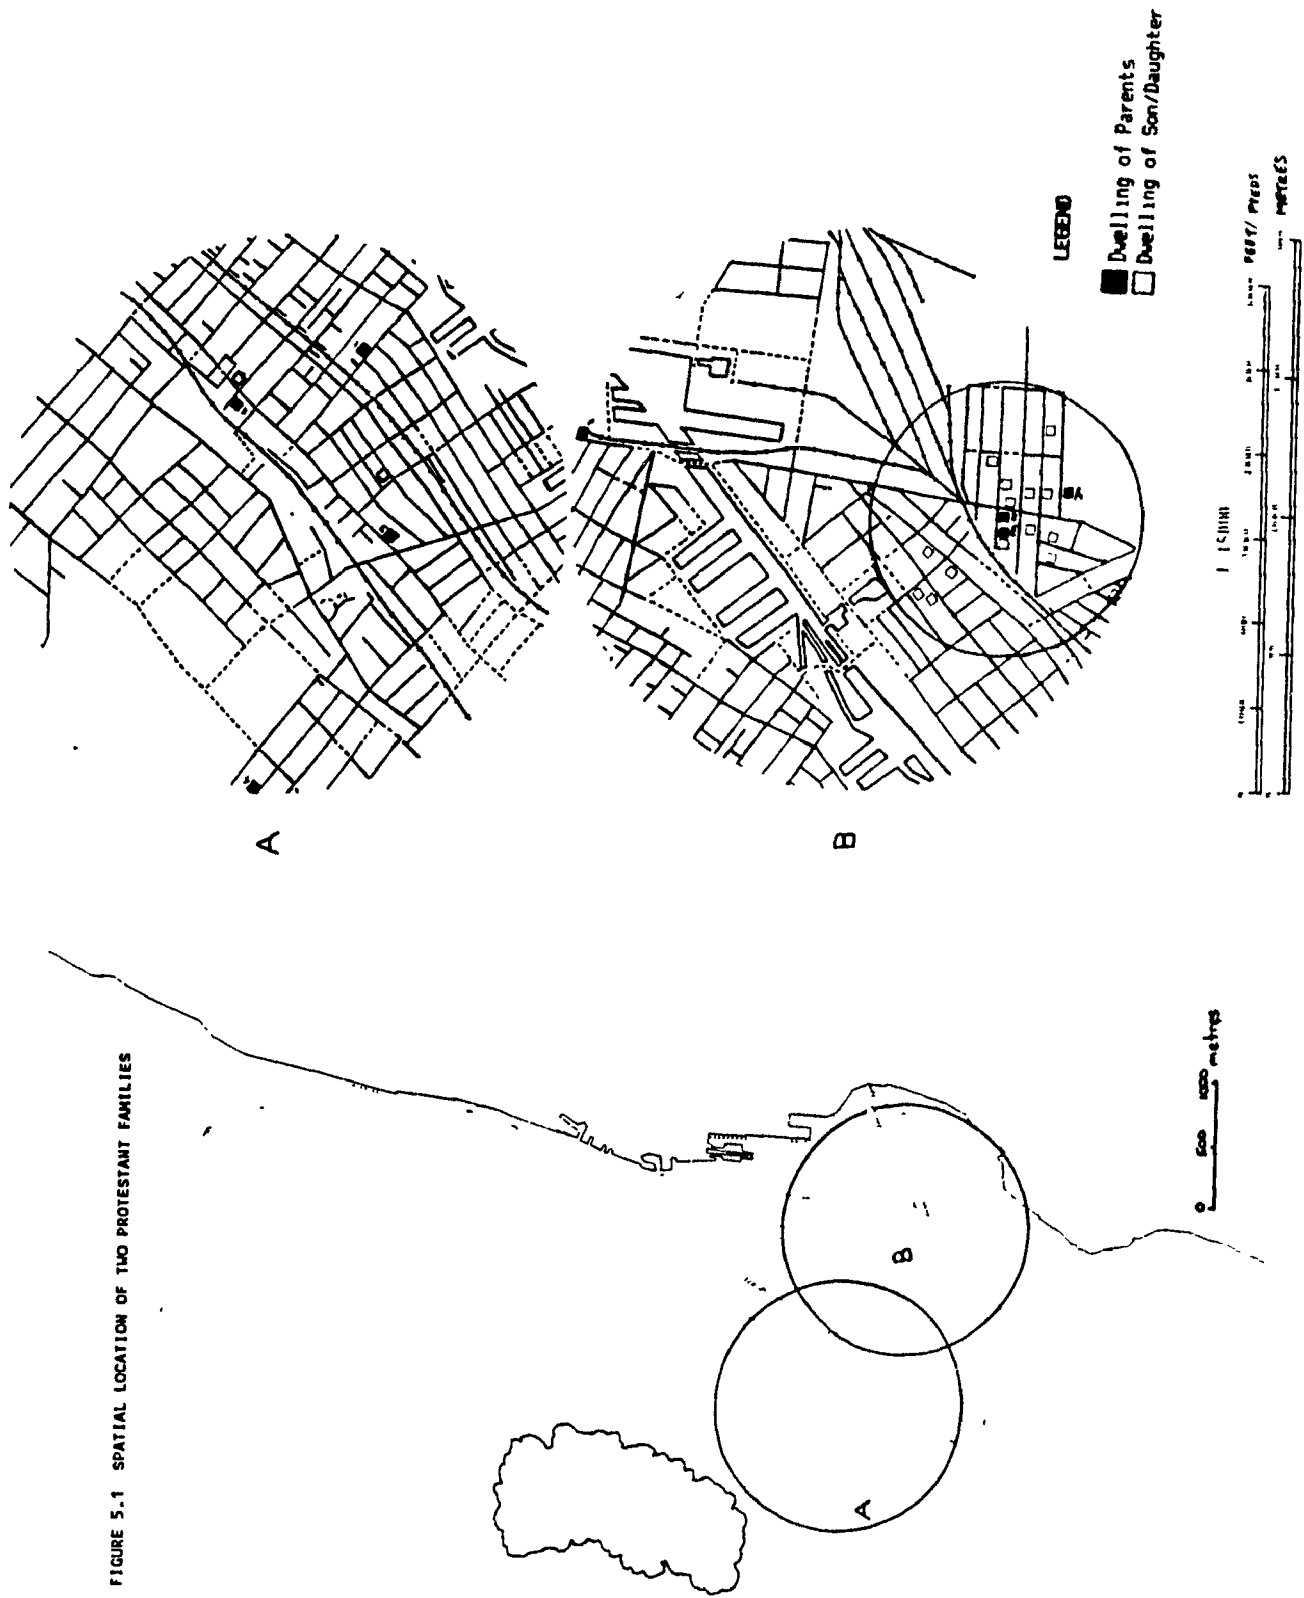 FIGURE 5.1 SPATIAL LOCATION OF TWO PROTESTANT FAMILIES
A
B
0 500 1000 metres
A
B
LEGEND
Dwelling of Parents
Dwelling of Son/Daughter
FEET/ PIEDS
METRES